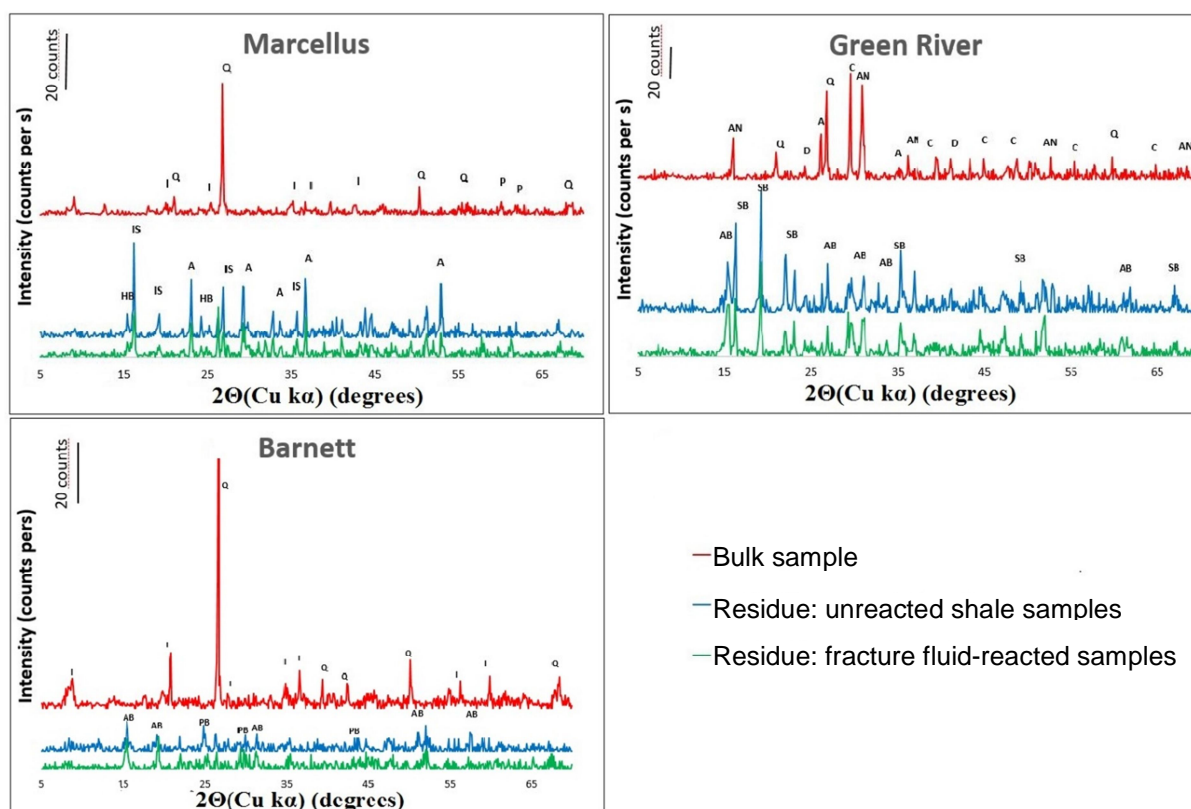 Marcellus
20 counts
Intensity (counts per s)
Q
I Q I I I I Q Q P P Q
IS
HB IS A HB IS A A IS A A
5 15 25 35 45 55 65
2Θ(Cu kα) (degrees)
Green River
20 counts
Intensity (counts per s)
AN Q D A Q C AN A AN C D C C AN C Q C AN
SB
AB SB SB AB AB AB SB SB AB SB
5 15 25 35 45 55 65
2Θ(Cu kα) (degrees)
Barnett
20 counts
Intensity (counts pers)
Q
I I I I I Q Q Q I I Q
AB AB PB PB AB PB AB AB
5 15 25 35 45 55 65
2Θ(Cu kα) (degrees)
Bulk sample
Residue: unreacted shale samples
Residue: fracture fluid-reacted samples